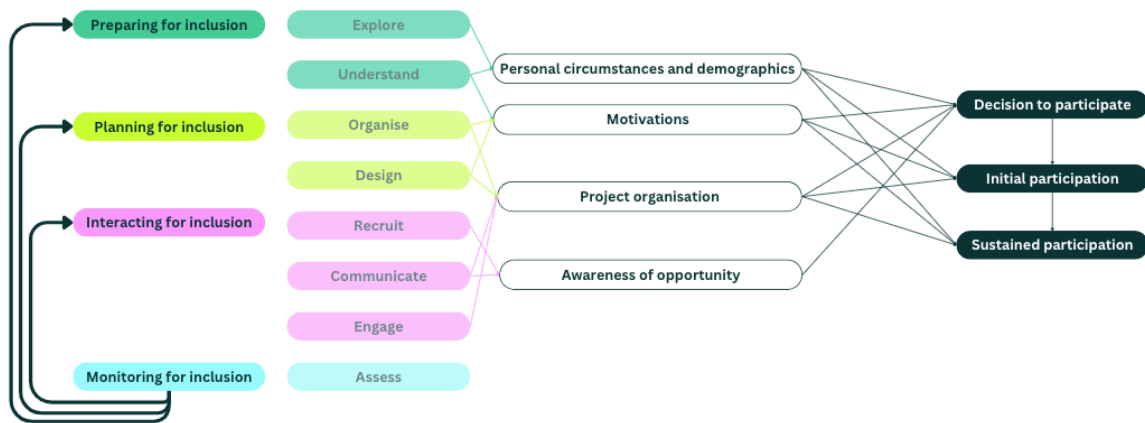 Preparing for inclusion
Planning for inclusion
Interacting for inclusion
Monitoring for inclusion
Explore
Understand
Organise
Design
Recruit
Communicate
Engage
Assess
Personal circumstances and demographics
Motivations
Project organisation
Awareness of opportunity
Decision to participate
Initial participation
Sustained participation